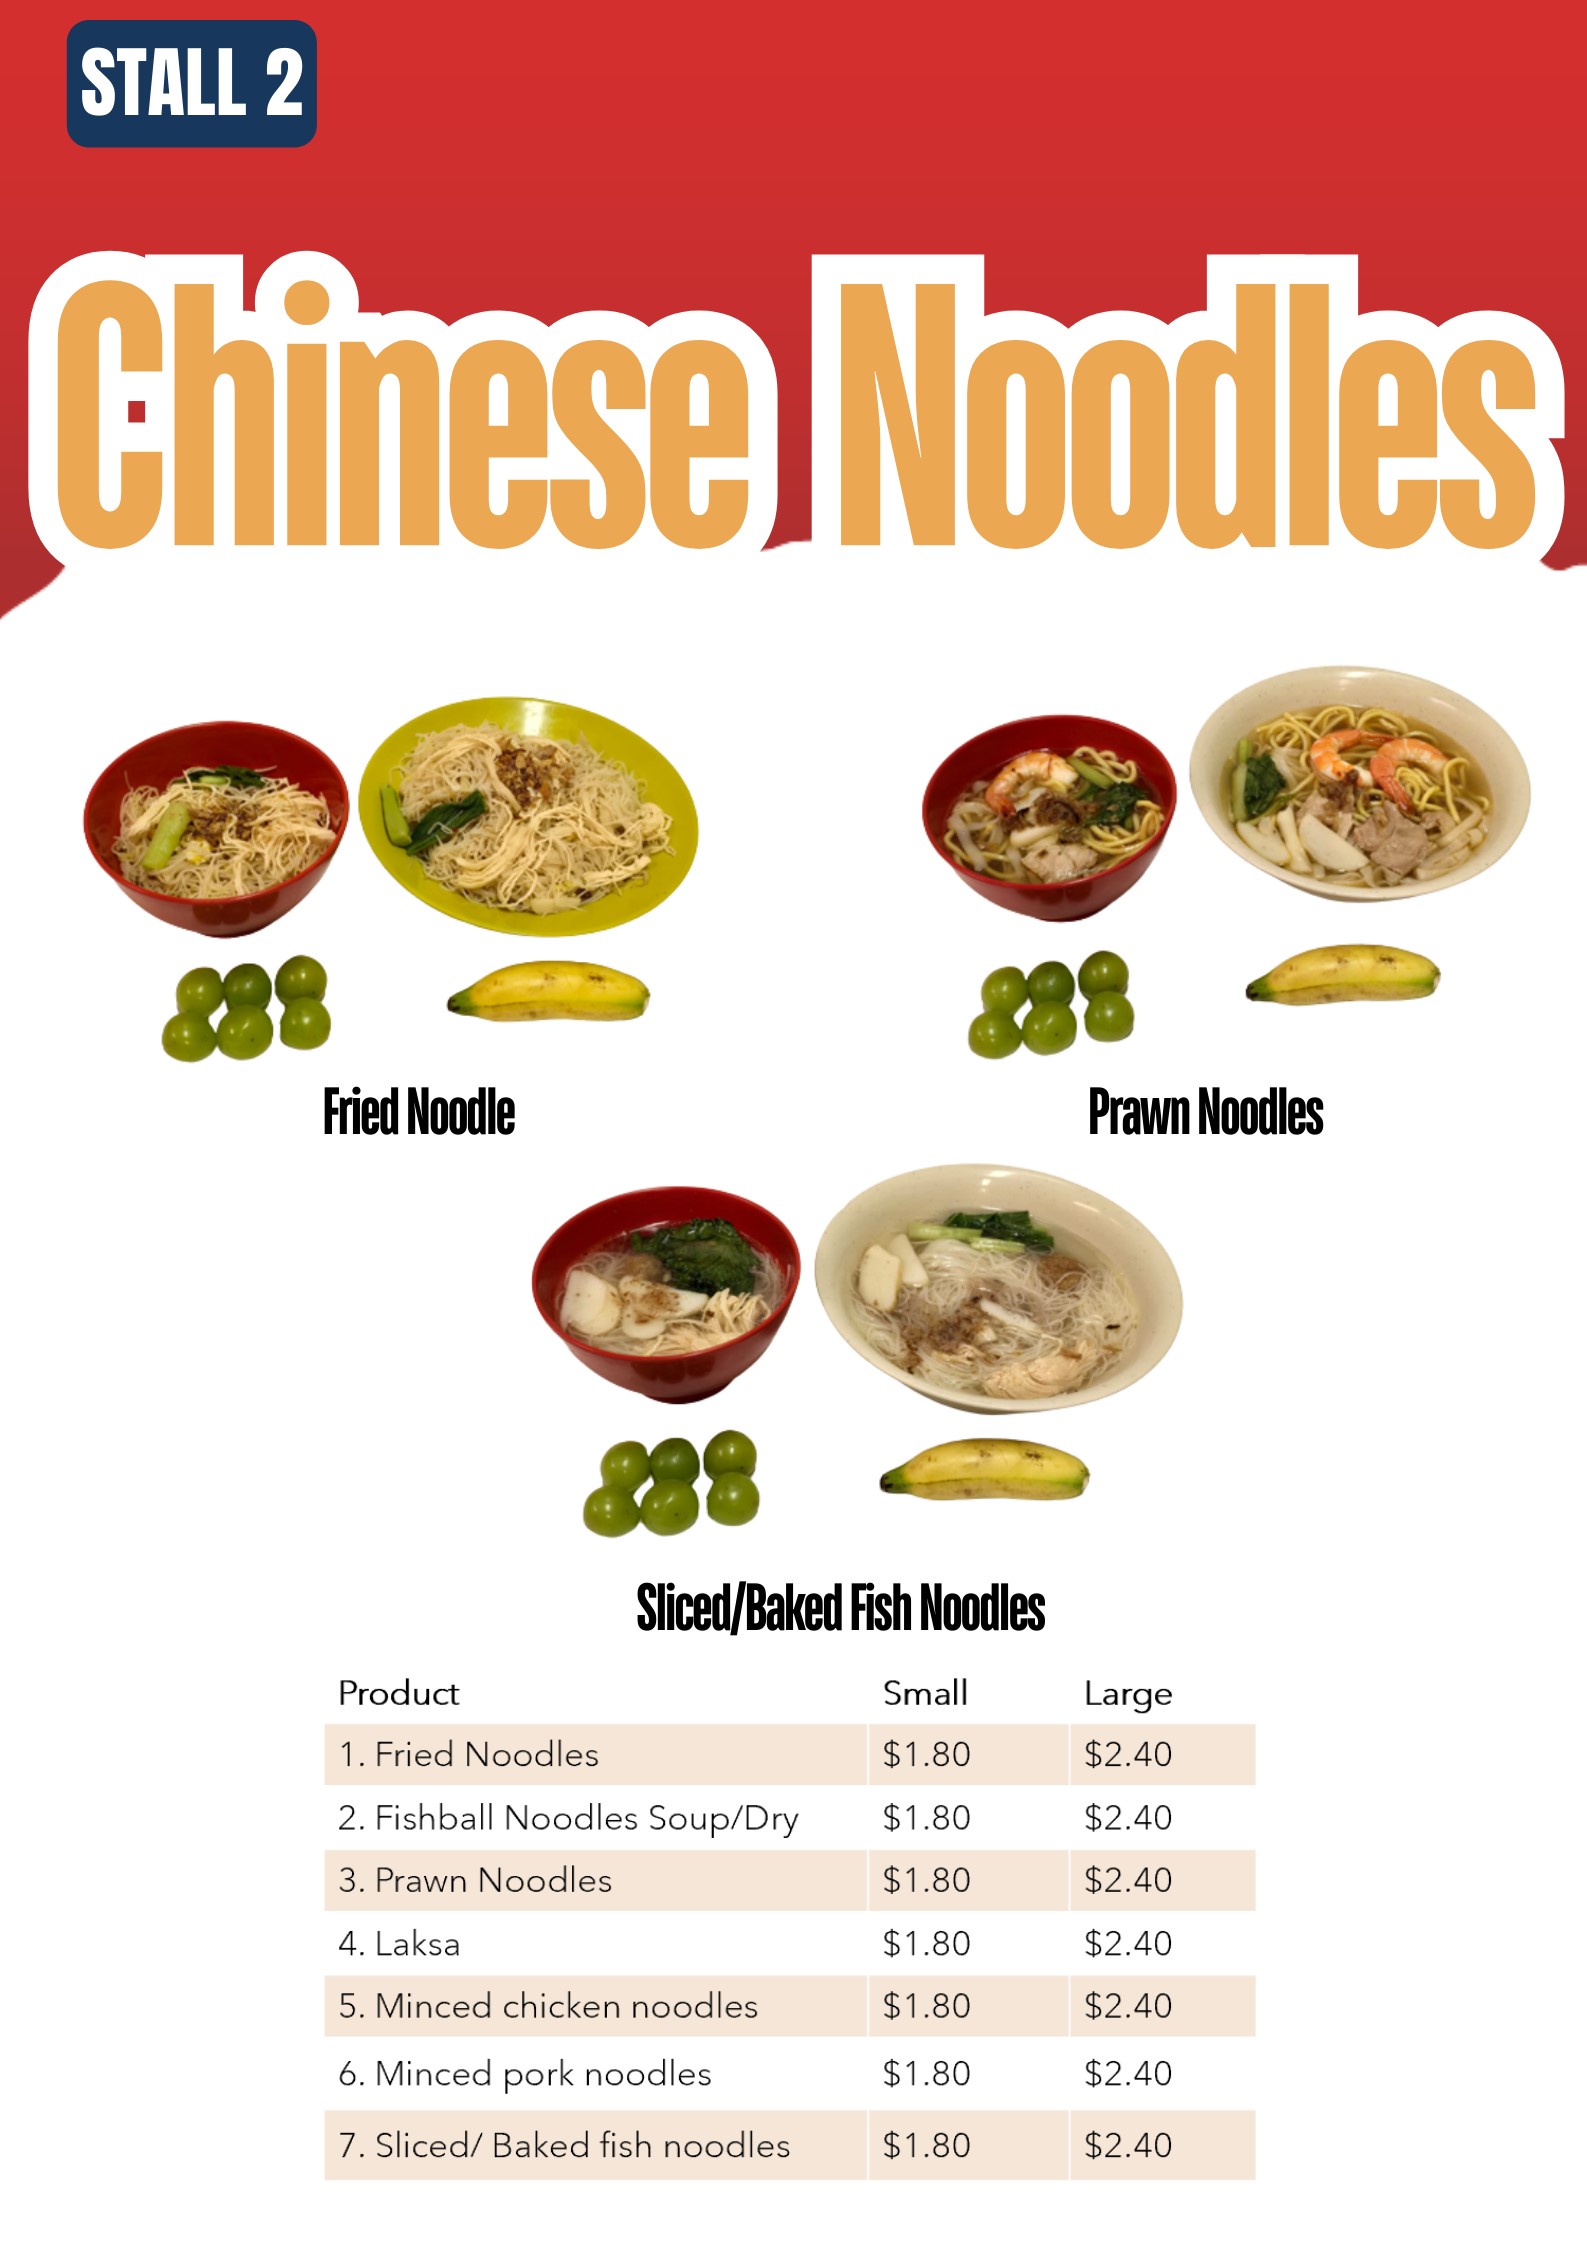 STALL 2
Chinese Noodles
Fried Noodle
Prawn Noodles
Sliced/Baked Fish Noodles
Product Small Large
1. Fried Noodles $1.80 $2.40
2. Fishball Noodles Soup/Dry $1.80 $2.40
3. Prawn Noodles $1.80 $2.40
4. Laksa $1.80 $2.40
5. Minced chicken noodles $1.80 $2.40
6. Minced pork noodles $1.80 $2.40
7. Sliced/ Baked fish noodles $1.80 $2.40